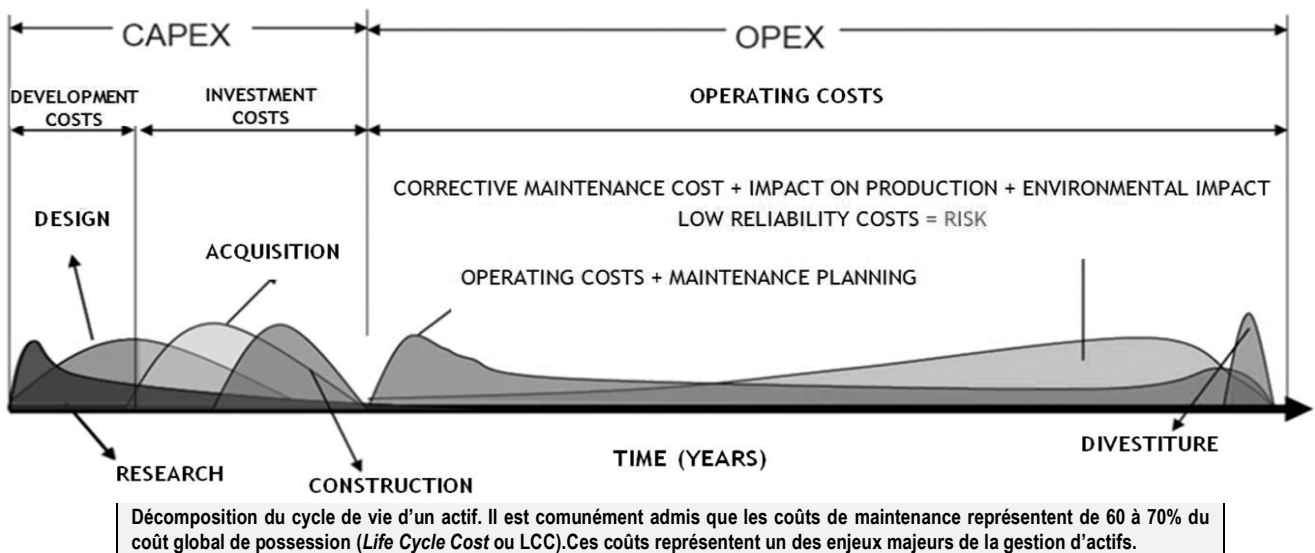 CAPEX
OPEX
DEVELOPMENT
COSTS
INVESTMENT
COSTS
OPERATING COSTS
CORRECTIVE MAINTENANCE COST + IMPACT ON PRODUCTION + ENVIRONMENTAL IMPACT
LOW RELIABILITY COSTS = RISK
DESIGN
ACQUISITION
OPERATING COSTS + MAINTENANCE PLANNING
RESEARCH
CONSTRUCTION
TIME (YEARS)
DIVESTITURE
Décomposition du cycle de vie d’un actif. Il est comunément admis que les coûts de maintenance représentent de 60 à 70% du
coût global de possession (Life Cycle Cost ou LCC).Ces coûts représentent un des enjeux majeurs de la gestion d’actifs.